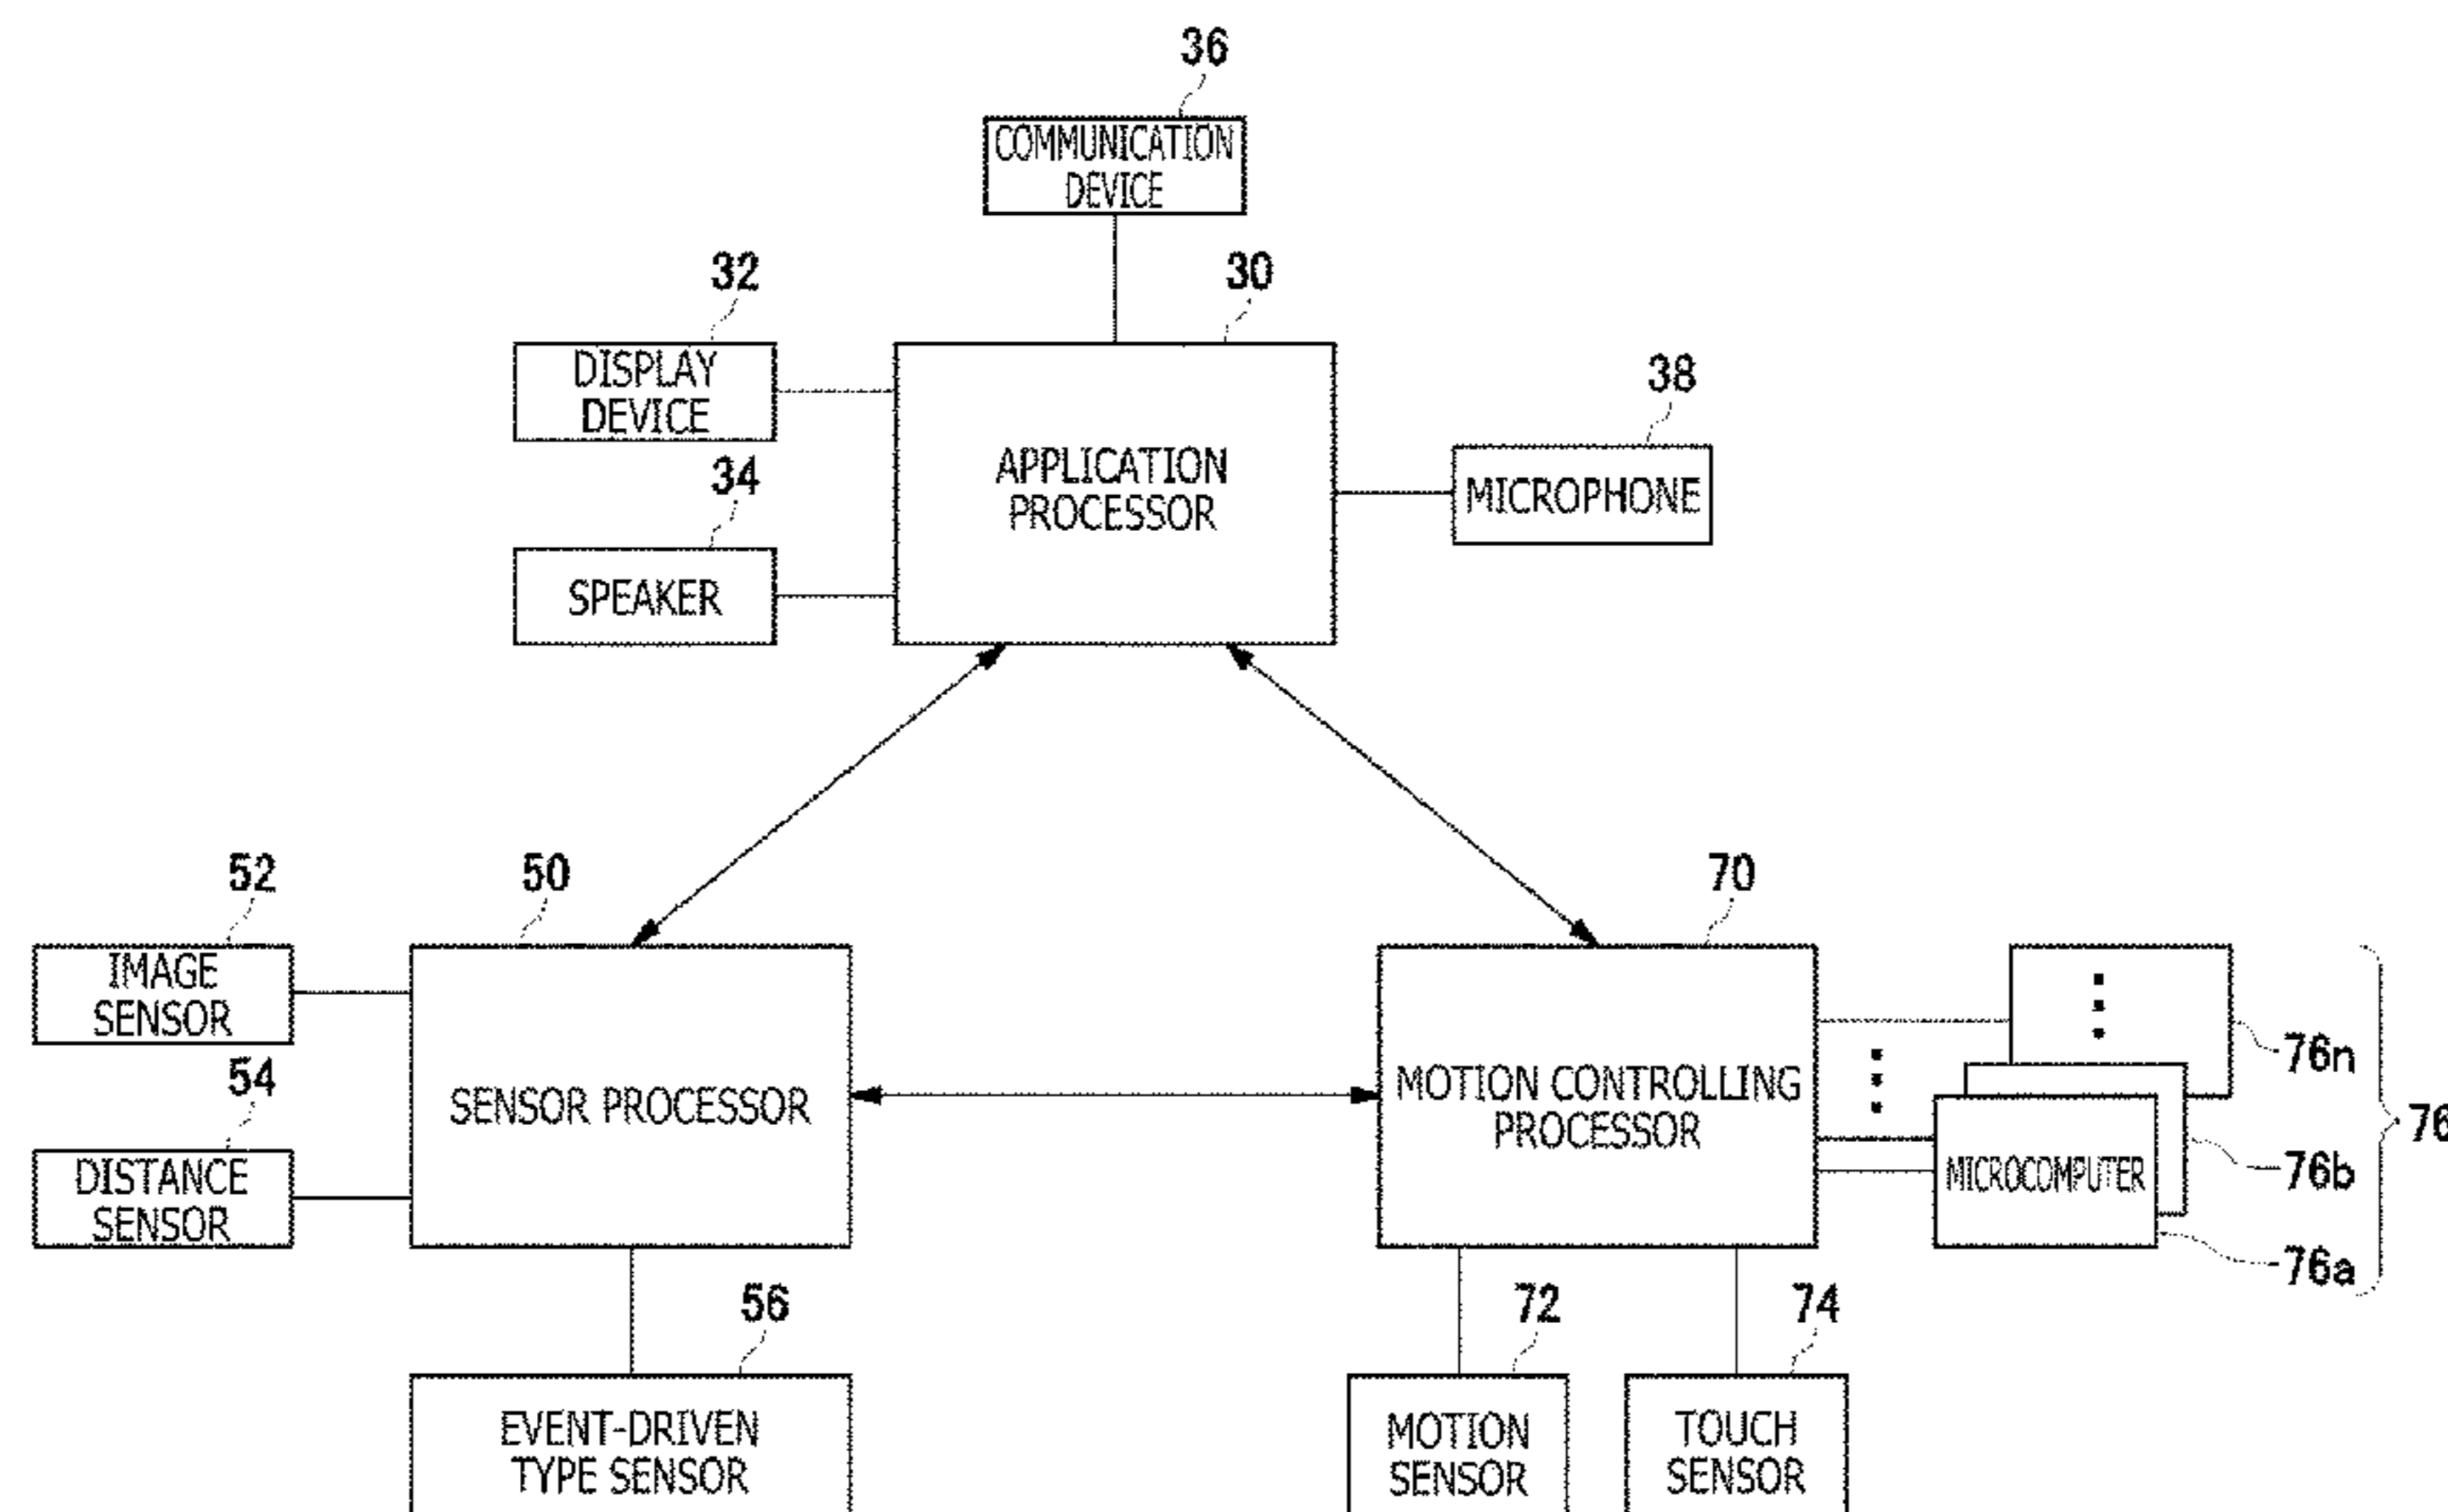 36
COMMUNICATION
DEVICE
32
30
DISPLAY
DEVICE
38
APPLICATION
PROCESSOR
MICROPHONE
34
SPEAKER
52
50
70
IMAGE
SENSOR
76n
54
SENSOR PROCESSOR
MOTION CONTROLLING
PROCESSOR
76
DISTANCE
SENSOR
MICROCOMPUTER
76b
76a
56
72
74
EVENT-DRIVEN
TYPE SENSOR
MOTION
SENSOR
TOUCH
SENSOR